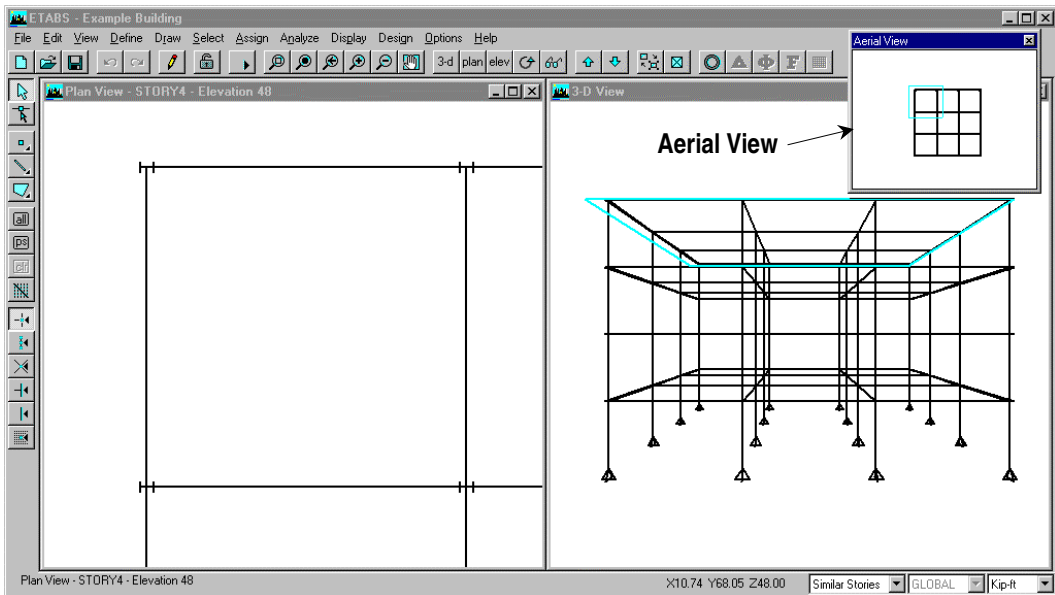 ETABS - Example Building
File Edit View Define Draw Select Assign Analyze Display Design Options Help
3-d plan elev
Aerial View
Plan View - STORY4 - Elevation 48
3-D View
Aerial View
all
ps
clr
Plan View - STORY4 - Elevation 48
X10.74 Y68.05 Z48.00
Similar Stories
GLOBAL
Kip-ft